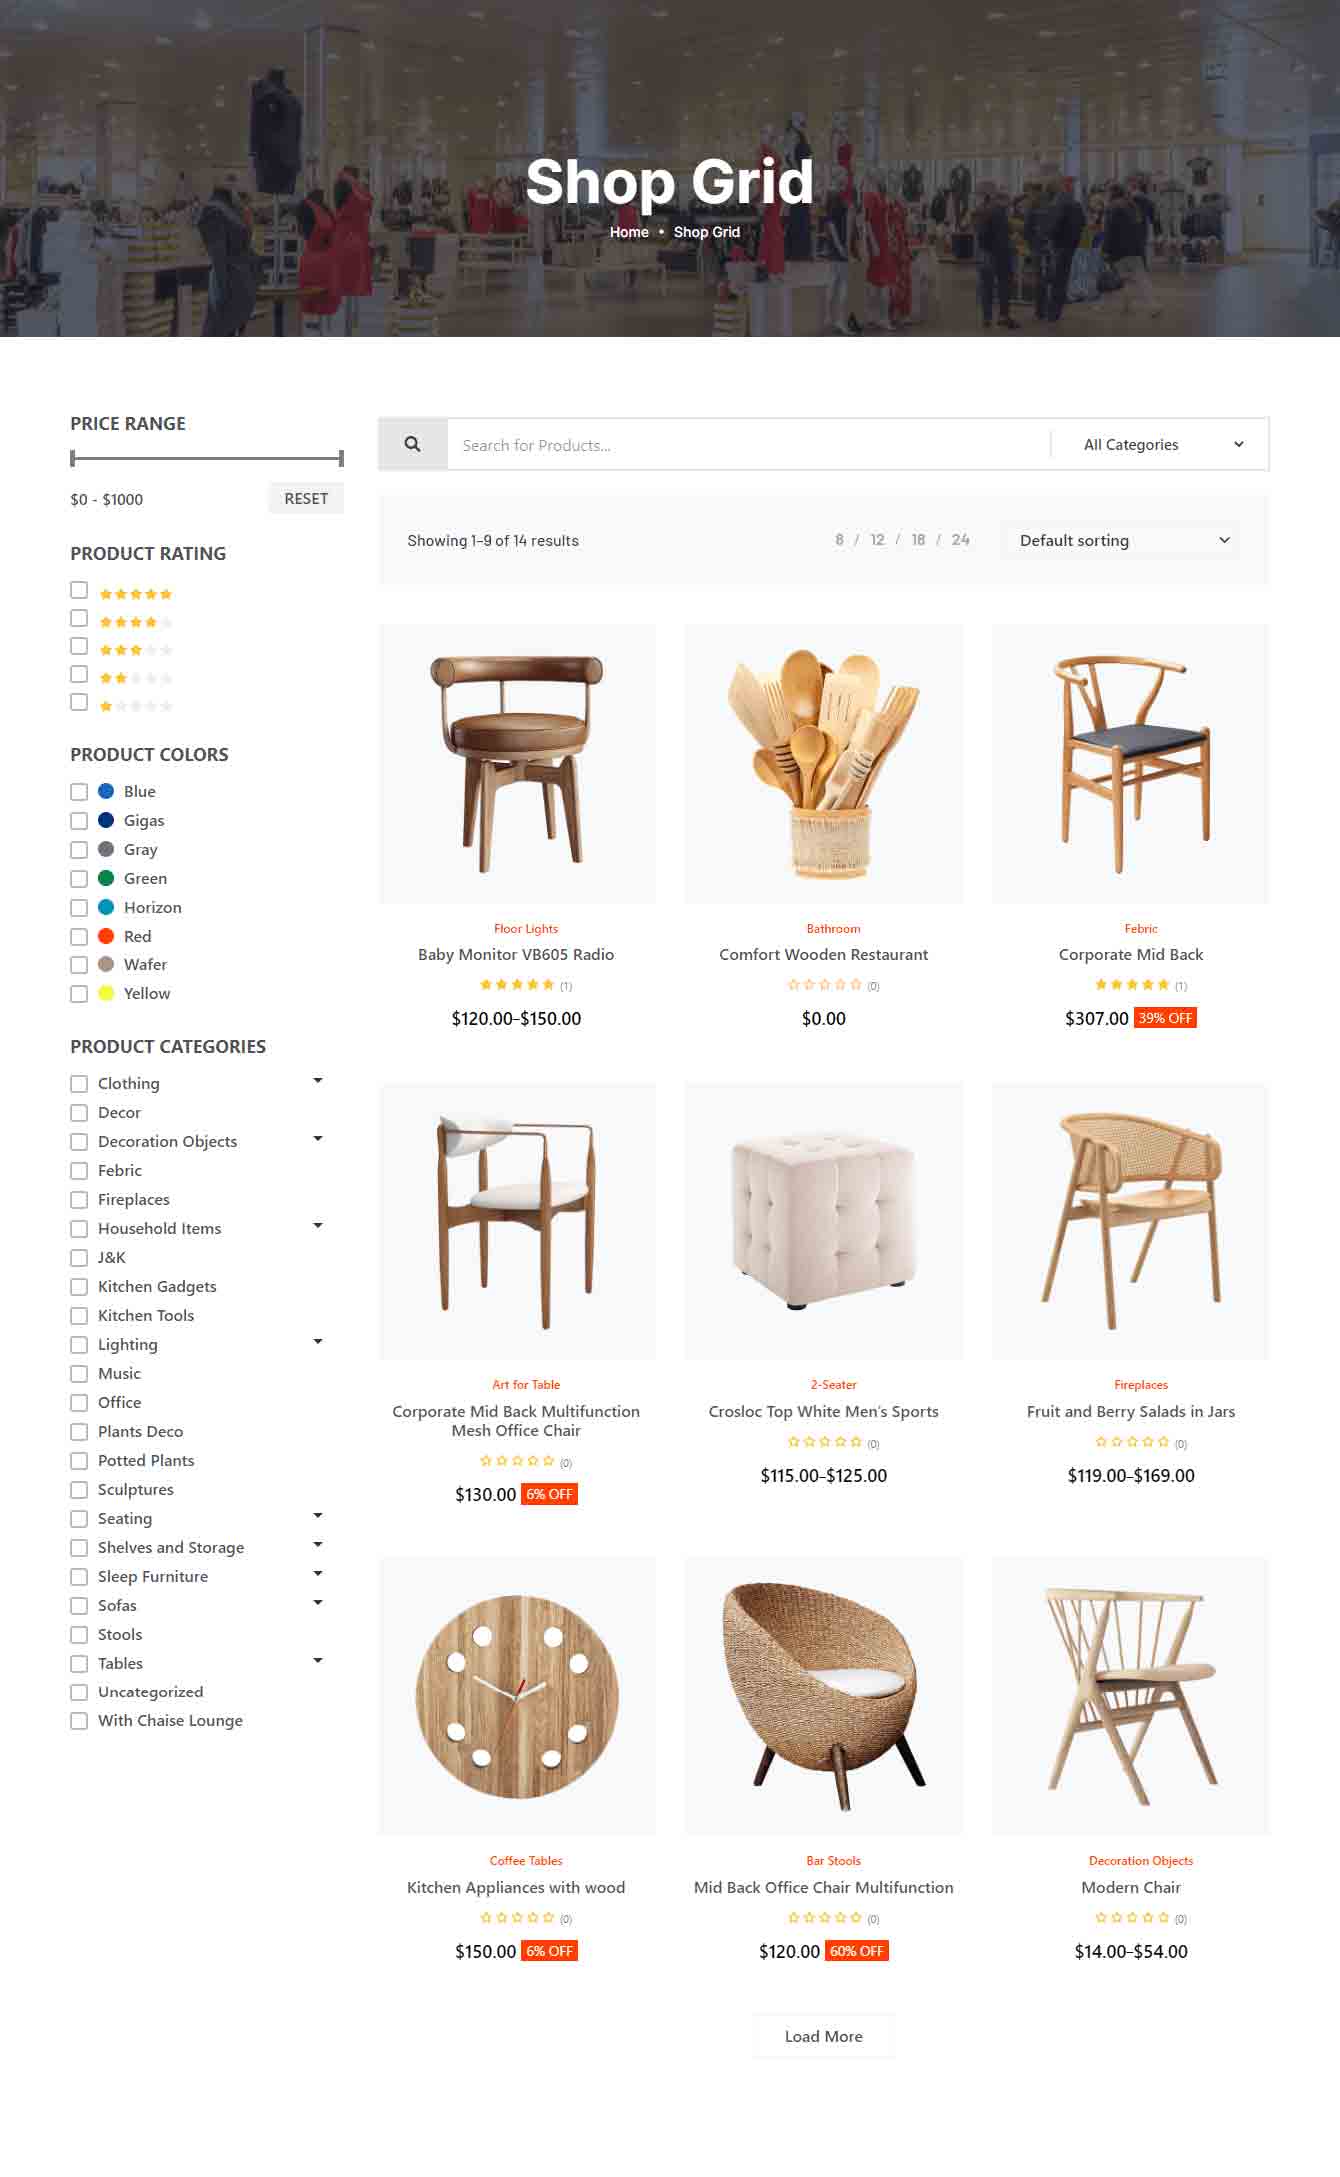 Shop Grid
Home • Shop Grid
PRICE RANGE
$0 - $1000
RESET
PRODUCT RATING
PRODUCT COLORS
Blue
Gigas
Gray
Green
Horizon
Red
Wafer
Yellow
PRODUCT CATEGORIES
Clothing
Decor
Decoration Objects
Febric
Fireplaces
Household Items
J&K
Kitchen Gadgets
Kitchen Tools
Lighting
Music
Office
Plants Deco
Potted Plants
Sculptures
Seating
Shelves and Storage
Sleep Furniture
Sofas
Stools
Tables
Uncategorized
With Chaise Lounge
Search for Products...
All Categories
Showing 1–9 of 14 results
8 / 12 / 18 / 24
Default sorting
Floor Lights
Baby Monitor VB605 Radio
(1)
$120.00–$150.00
Bathroom
Comfort Wooden Restaurant
(0)
$0.00
Febric
Corporate Mid Back
(1)
$307.00 39% OFF
Art for Table
Corporate Mid Back Multifunction
Mesh Office Chair
(0)
$130.00 6% OFF
2-Seater
Crosloc Top White Men's Sports
(0)
$115.00–$125.00
Fireplaces
Fruit and Berry Salads in Jars
(0)
$119.00–$169.00
Coffee Tables
Kitchen Appliances with wood
(0)
$150.00 6% OFF
Bar Stools
Mid Back Office Chair Multifunction
(0)
$120.00 60% OFF
Decoration Objects
Modern Chair
(0)
$14.00–$54.00
Load More